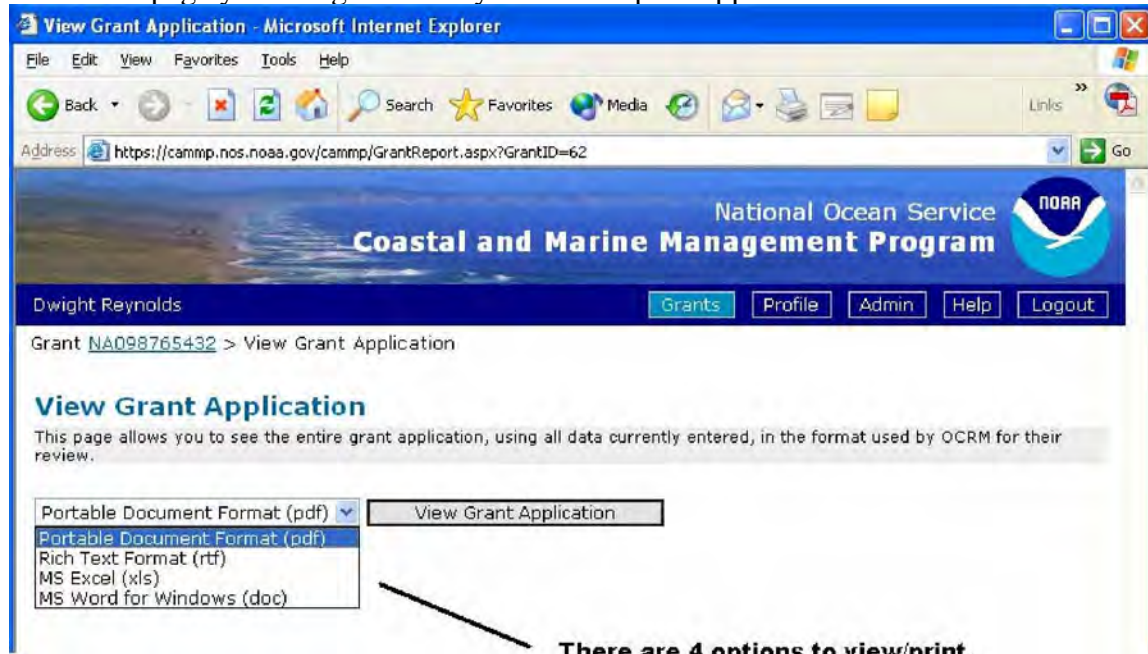 View Grant Application - Microsoft Internet Explorer
File Edit View Favorites Tools Help
Back Search Favorites Media Links »
Address https://cammp.nos.noaa.gov/cammp/GrantReport.aspx?GrantID=62 Go
National Ocean Service
Coastal and Marine Management Program
NOAA
Dwight Reynolds Grants Profile Admin Help Logout
Grant NA098765432 > View Grant Application
View Grant Application
This page allows you to see the entire grant application, using all data currently entered, in the format used by OCRM for their
review.
Portable Document Format (pdf) View Grant Application
Portable Document Format (pdf)
Rich Text Format (rtf)
MS Excel (xls)
MS Word for Windows (doc)
There are 4 options to view/print